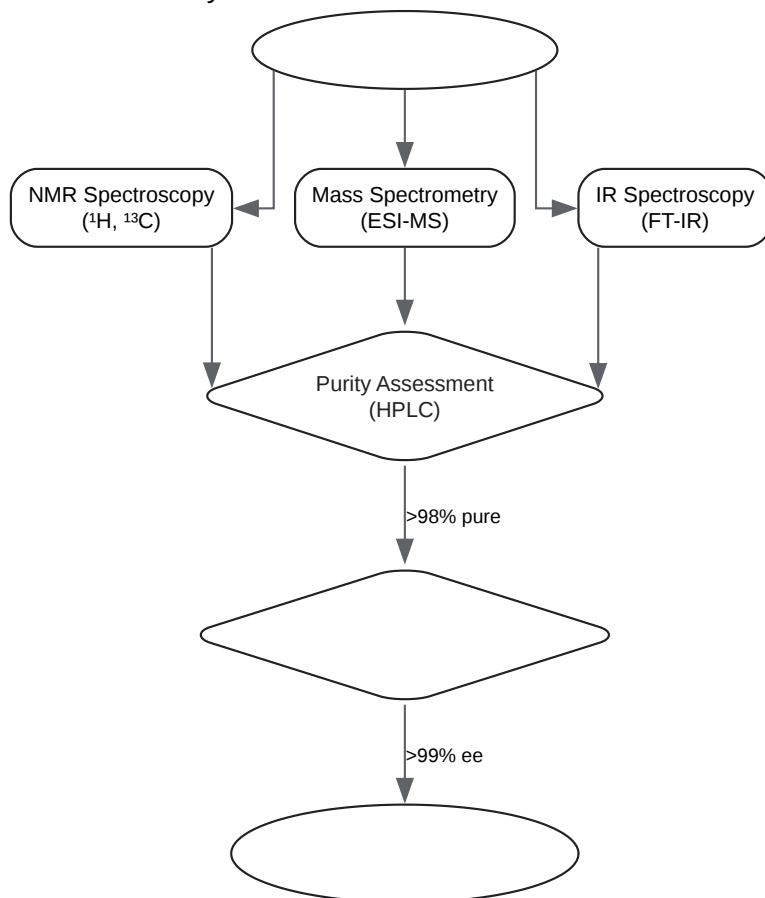 NMR Spectroscopy
(¹H, ¹³C)
Mass Spectrometry
(ESI-MS)
IR Spectroscopy
(FT-IR)
Purity Assessment
(HPLC)
>98% pure
>99% ee